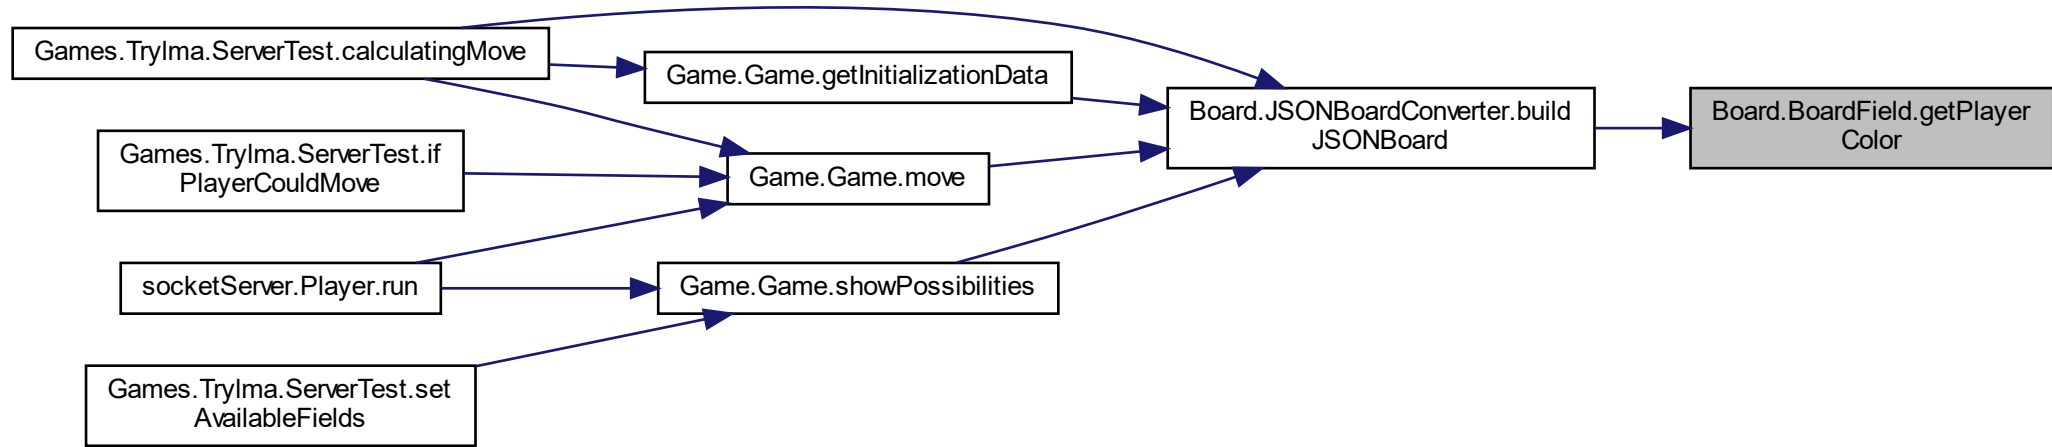 Games.Trylma.ServerTest.calculatingMove
Game.Game.getInitializationData
Board.JSONBoardConverter.build
JSONBoard
Board.BoardField.getPlayer
Color
Games.Trylma.ServerTest.if
PlayerCouldMove
Game.Game.move
socketServer.Player.run
Game.Game.showPossibilities
Games.Trylma.ServerTest.set
AvailableFields